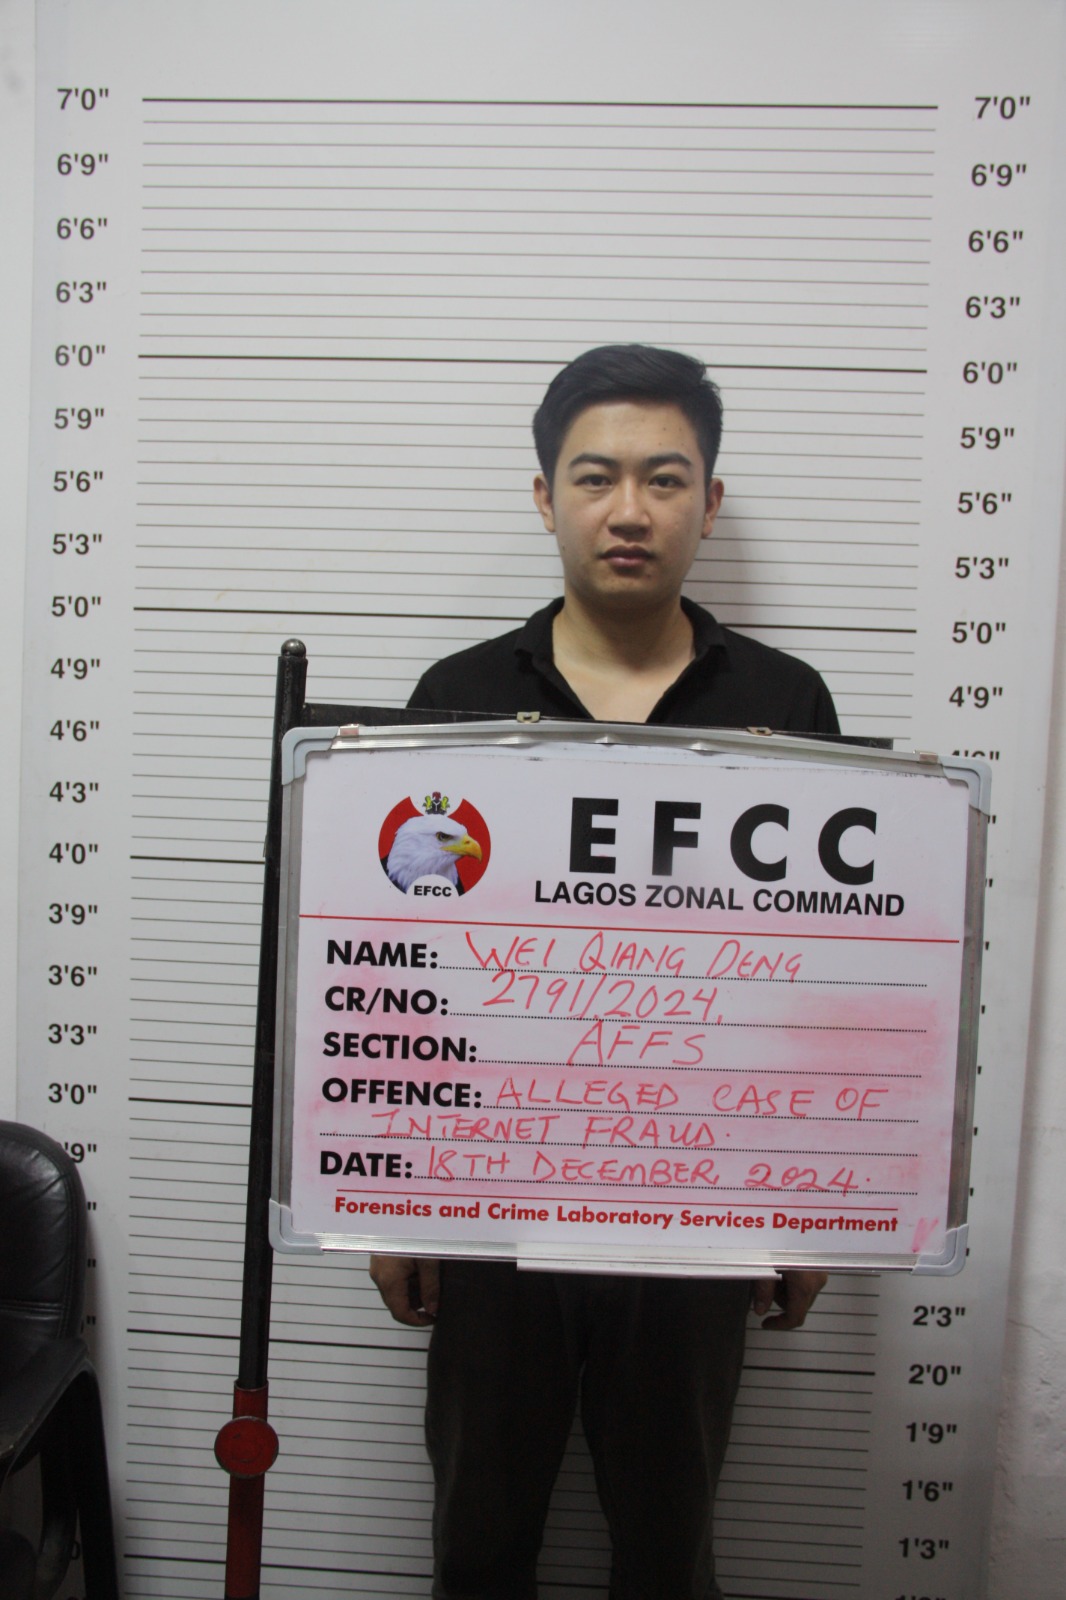 7'0" 7'0"
6'9" 6'9"
6'6" 6'6"
6'3" 6'3"
6'0" 6'0"
5'9" 5'9"
5'6" 5'6"
5'3" 5'3"
5'0" 5'0"
4'9" 4'9"
4'6"
4'3"
4'0"
3'9"
3'6"
3'3"
3'0"
EFCC
EFCC
LAGOS ZONAL COMMAND
NAME: WEI QIANG DENG
CR/NO: 2791/2024.
SECTION: AFFS
OFFENCE: ALLEGED CASE OF
INTERNET FRAUD.
DATE: 18TH DECEMBER, 2024.
Forensics and Crime Laboratory Services Department
2'3"
2'0"
1'9"
1'6"
1'3"